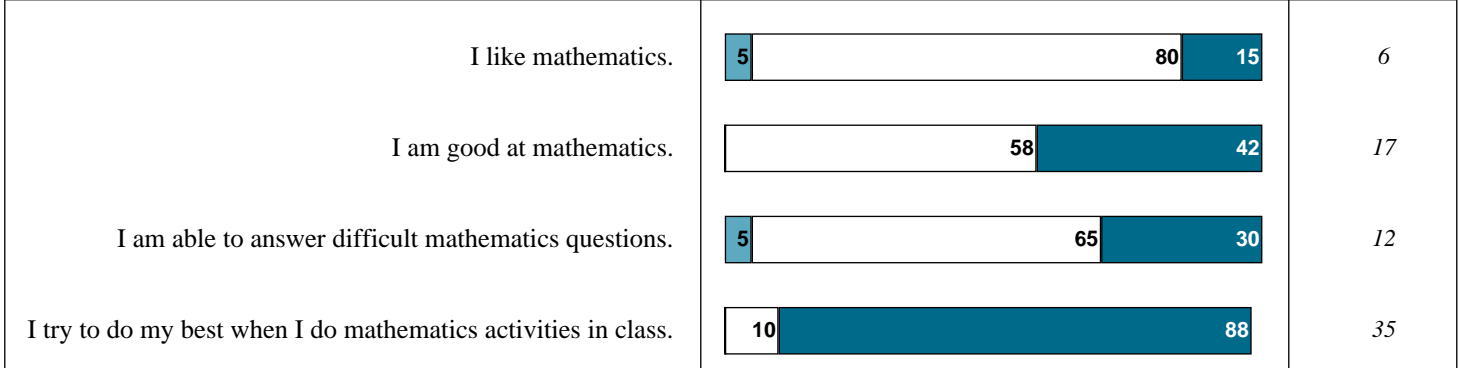 I like mathematics. 5 80 15 6
I am good at mathematics. 58 42 17
I am able to answer difficult mathematics questions. 5 65 30 12
I try to do my best when I do mathematics activities in class. 10 88 35